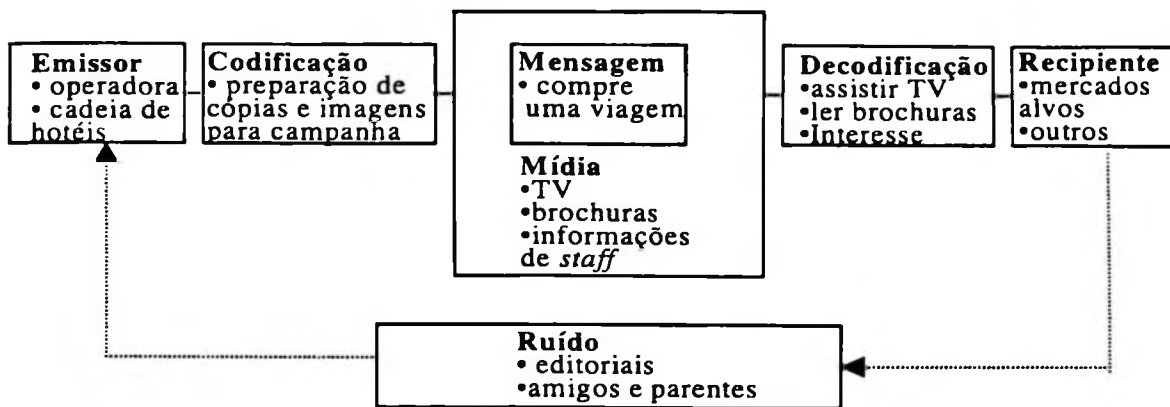 Emissor
• operadora
• cadeia de
hotéis
Codificação
• preparação de
cópias e imagens
para campanha
Mensagem
• compre
uma viagem
Mídia
•TV
•brochuras
•informações
de staff
Decodificação
•assistir TV
•ler brochuras
•Interesse
Recipiente
•mercados
alvos
•outros
Ruído
• editoriais
•amigos e parentes